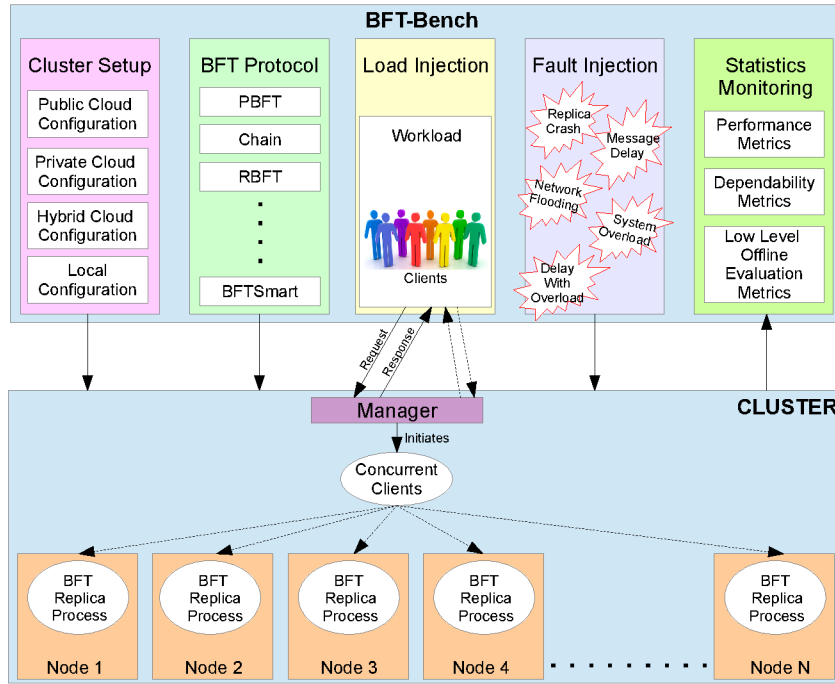 BFT-Bench
Cluster Setup
Public Cloud
Configuration
Private Cloud
Configuration
Hybrid Cloud
Configuration
Local
Configuration
BFT Protocol
PBFT
Chain
RBFT
BFTSmart
Load Injection
Workload
Clients
Fault Injection
Replica
Crash
Message
Delay
Network
Flooding
System
Overload
Delay
With
Overload
Statistics
Monitoring
Performance
Metrics
Dependability
Metrics
Low Level
Offline
Evaluation
Metrics
Request
Response
CLUSTER
Manager
Initiates
Concurrent
Clients
BFT
Replica
Process
Node 1
BFT
Replica
Process
Node 2
BFT
Replica
Process
Node 3
BFT
Replica
Process
Node 4
BFT
Replica
Process
Node N